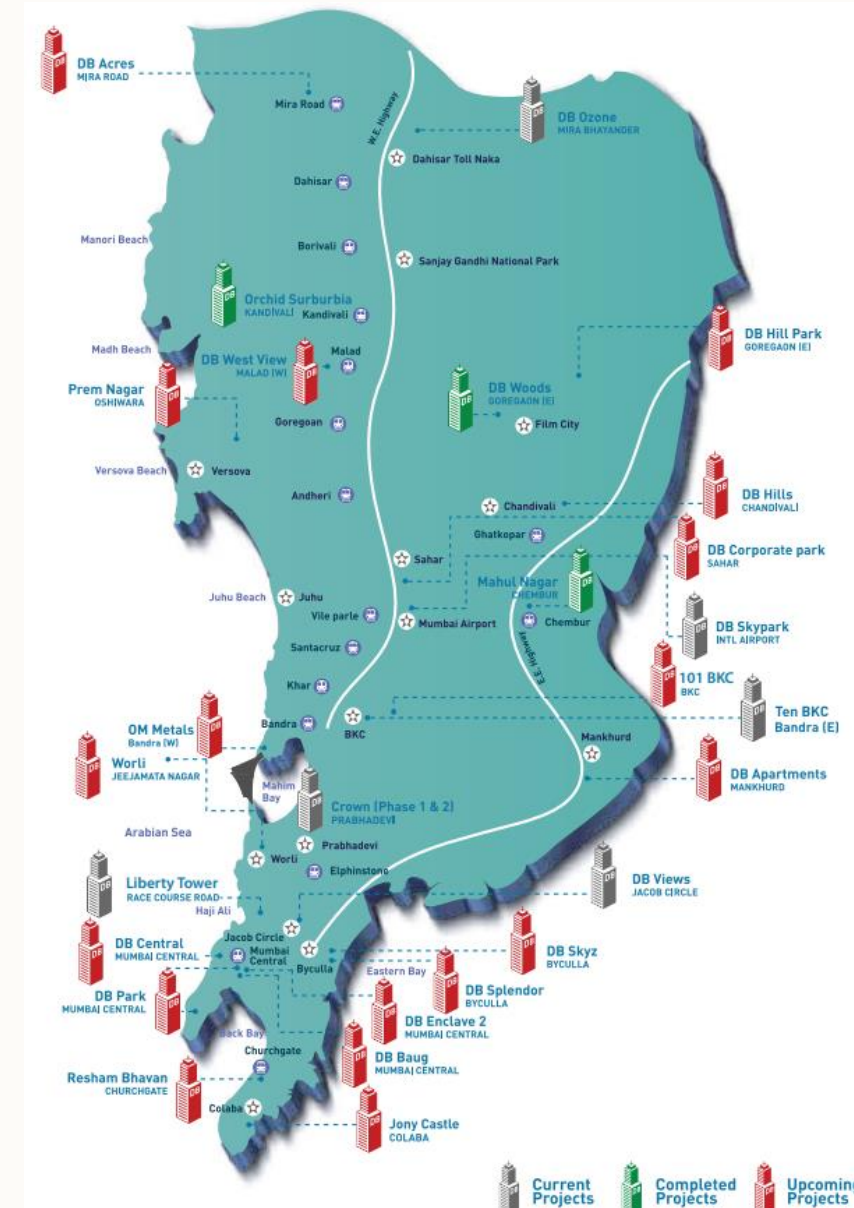 DB Acres
MIRA ROAD
Mira Road
W.E. Highway
DB Ozone
MIRA BHAYANDER
Dahisar Toll Naka
Dahisar
Manori Beach
Borivali
Sanjay Gandhi National Park
Orchid Surburbia
KANDIVALI
Kandivali
Madh Beach
DB West View
MALAD (W)
Malad
DB Hill Park
GOREGAON (E)
Prem Nagar
OSHIWARA
DB Woods
GOREGAON (E)
Goregoan
Film City
Versova Beach
Versova
Andheri
Chandivali
DB Hills
CHANDIVALI
Ghatkopar
DB Corporate park
SAHAR
Sahar
Mahul Nagar
CHEMBUR
Juhu Beach
Juhu
Vile parle
Mumbai Airport
Chembur
DB Skypark
INTL AIRPORT
E.E. Highway
Santacruz
Khar
101 BKC
BKC
Bandra
BKC
Ten BKC
Bandra (E)
OM Metals
Bandra (W)
Worli
JEEJAMATA NAGAR
Mankhurd
DB Apartments
MANKHURD
Mahim
Bay
Crown (Phase 1 & 2)
PRABHADEVI
Arabian Sea
Prabhadevi
Worli
Elphinstone
Liberty Tower
RACE COURSE ROAD
Haji Ali
DB Views
JACOB CIRCLE
Jacob Circle
DB Central
MUMBAI CENTRAL
Mumbai
Central
Byculla
DB Skyz
BYCULLA
Eastern Bay
DB Splendor
BYCULLA
DB Park
MUMBAI CENTRAL
DB Enclave 2
MUMBAI CENTRAL
Back Bay
Churchgate
DB Baug
MUMBAI CENTRAL
Resham Bhavan
CHURCHGATE
Colaba
Jony Castle
COLABA
Current
Projects
Completed
Projects
Upcoming
Projects